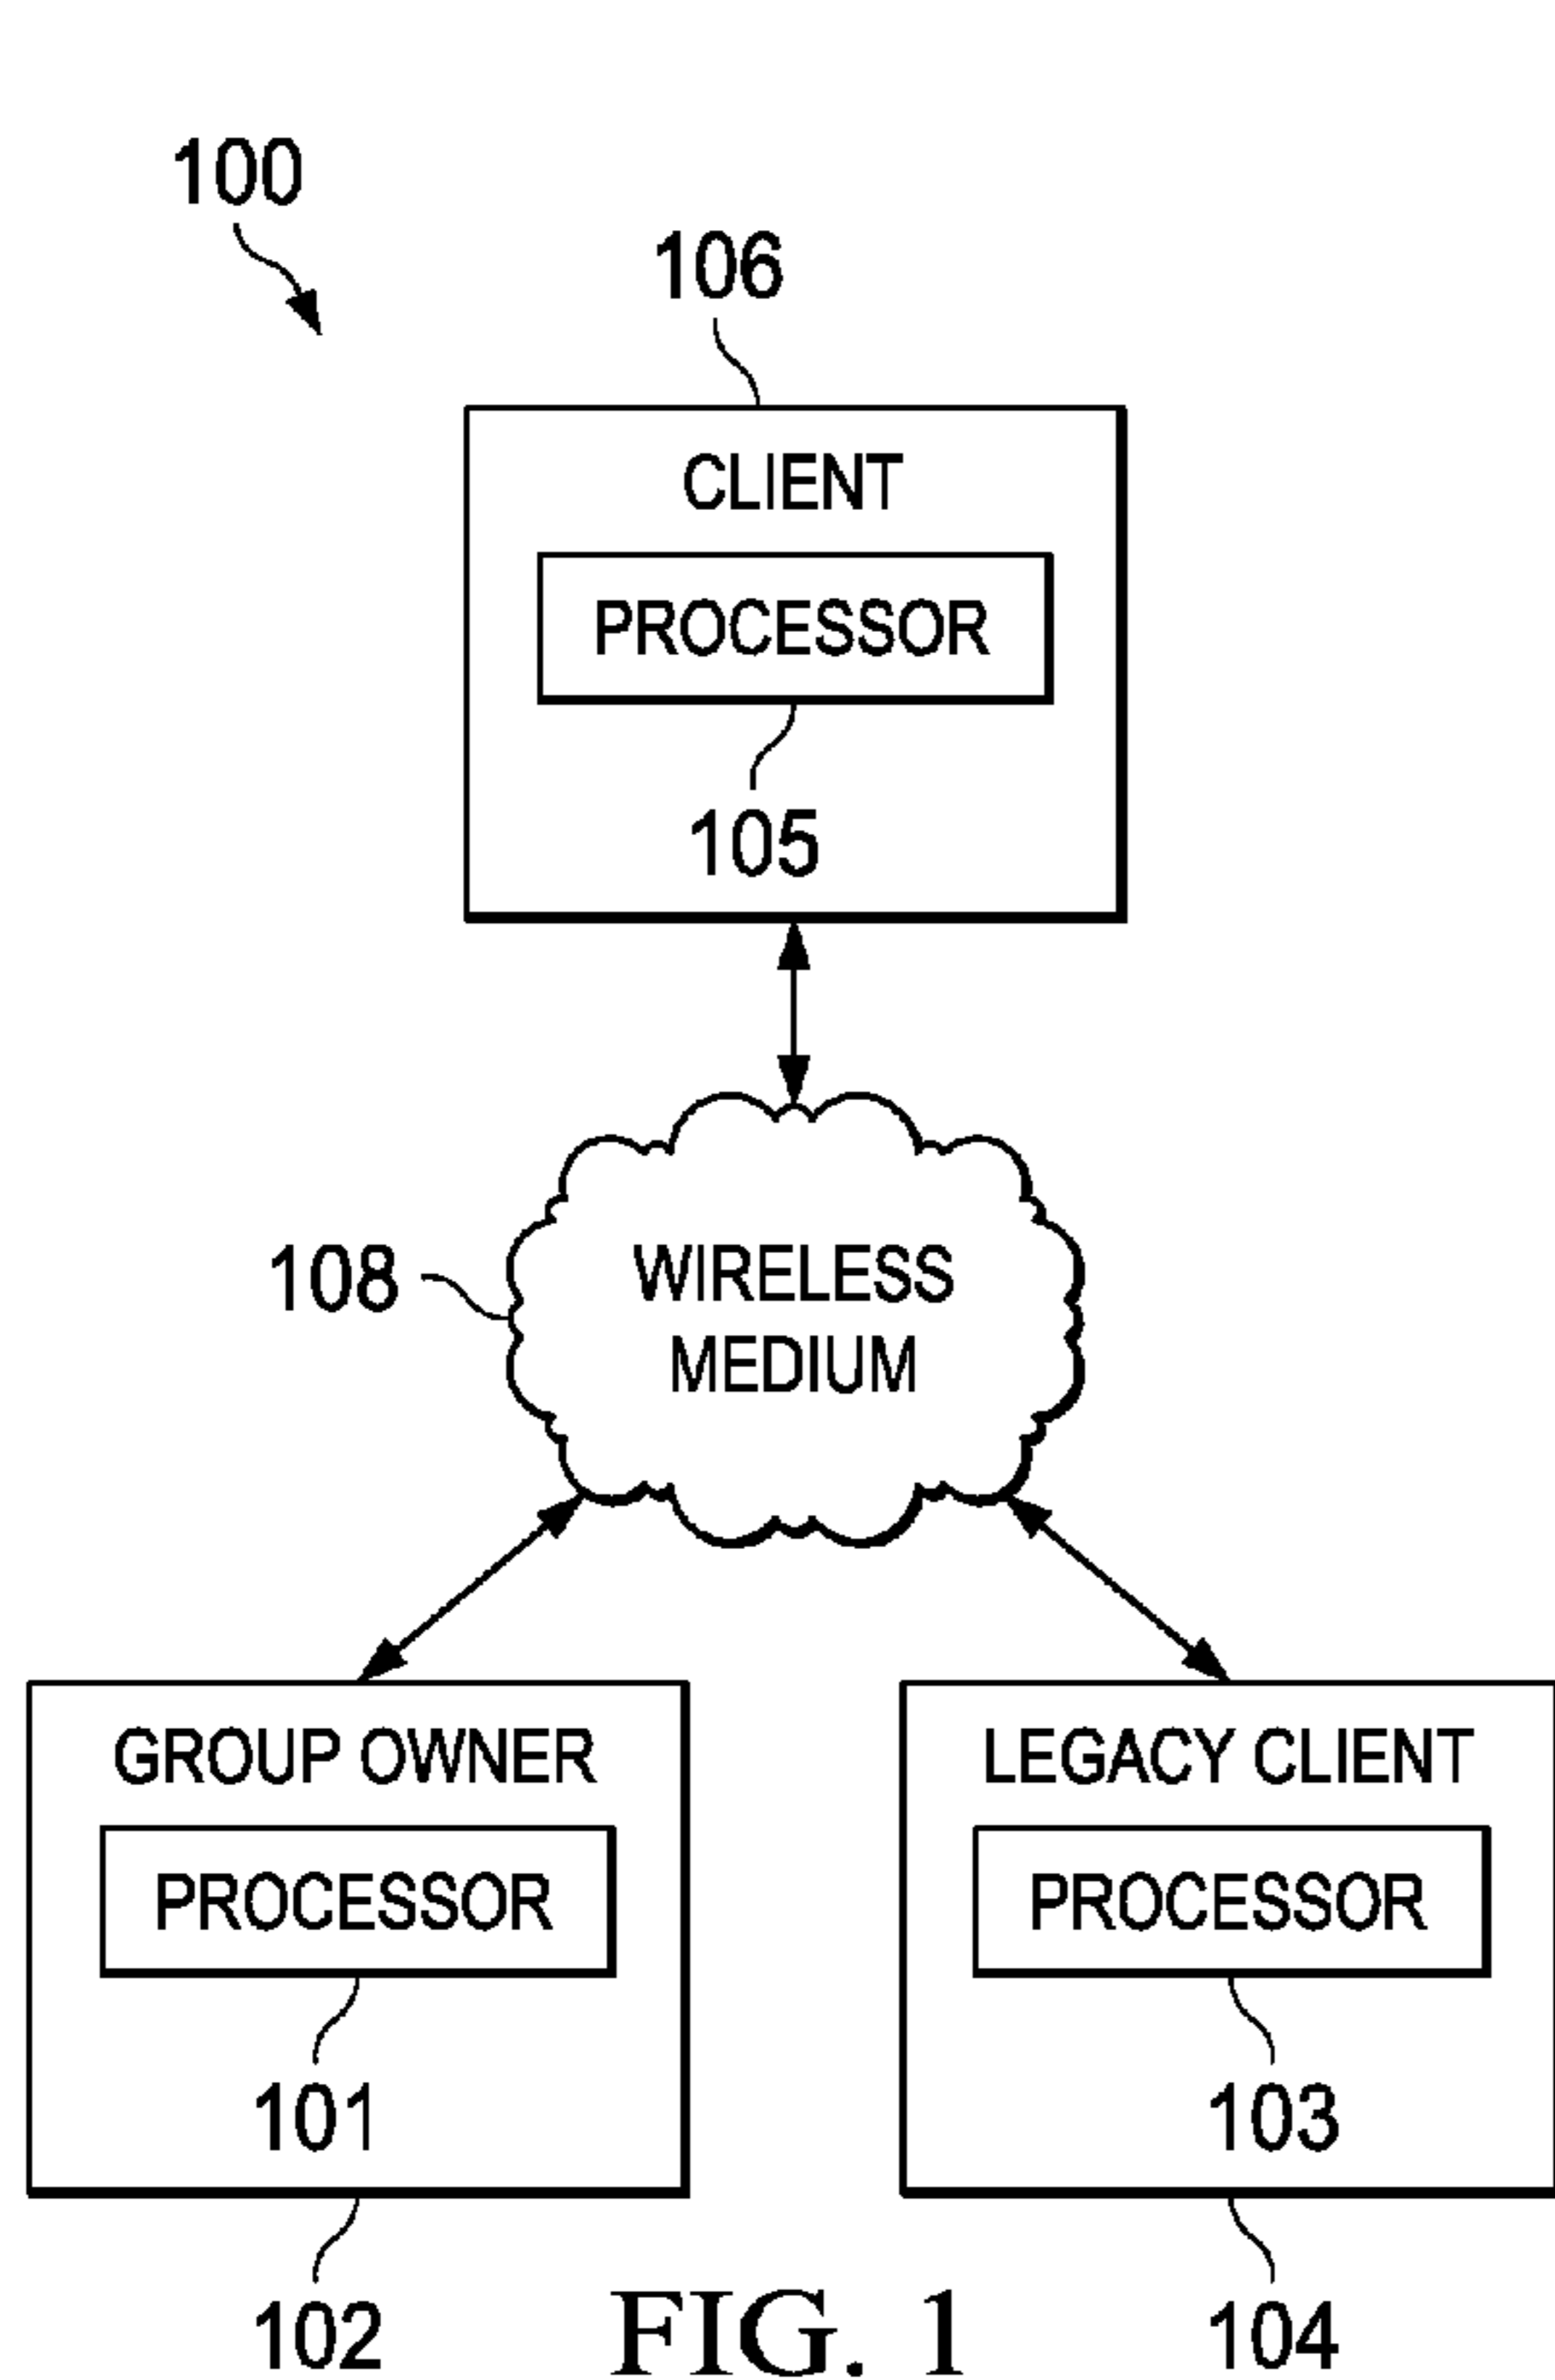 100
106
CLIENT
PROCESSOR
105
108
WIRELESS
MEDIUM
GROUP OWNER
PROCESSOR
101
102
LEGACY CLIENT
PROCESSOR
103
104
FIG. 1